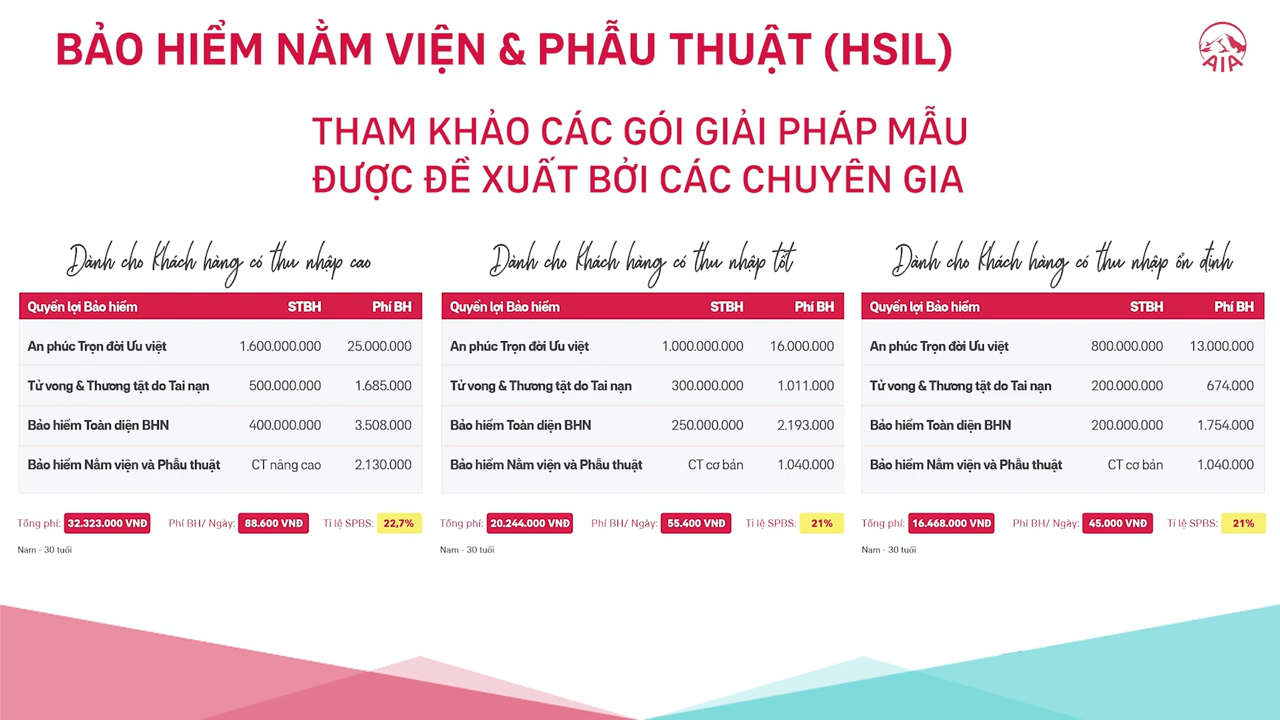 BẢO HIỂM NẰM VIỆN & PHẪU THUẬT (HSIL)
AIA
THAM KHẢO CÁC GÓI GIẢI PHÁP MẪU
ĐƯỢC ĐỀ XUẤT BỞI CÁC CHUYÊN GIA
Dành cho Khách hàng có thu nhập cao
Quyền lợi Bảo hiểm STBH Phí BH
An phúc Trọn đời Ưu việt 1.600.000.000 25.000.000
Tử vong & Thương tật do Tai nạn 500.000.000 1.685.000
Bảo hiểm Toàn diện BHN 400.000.000 3.508.000
Bảo hiểm Nằm viện và Phẫu thuật CT nâng cao 2.130.000
Tổng phí: 32.323.000 VNĐ Phí BH/ Ngày: 88.600 VNĐ Tỉ lệ SPBS: 22,7%
Nam - 30 tuổi
Dành cho Khách hàng có thu nhập tốt
Quyền lợi Bảo hiểm STBH Phí BH
An phúc Trọn đời Ưu việt 1.000.000.000 16.000.000
Tử vong & Thương tật do Tai nạn 300.000.000 1.011.000
Bảo hiểm Toàn diện BHN 250.000.000 2.193.000
Bảo hiểm Nằm viện và Phẫu thuật CT cơ bản 1.040.000
Tổng phí: 20.244.000 VNĐ Phí BH/ Ngày: 55.400 VNĐ Tỉ lệ SPBS: 21%
Nam - 30 tuổi
Dành cho Khách hàng có thu nhập ổn định
Quyền lợi Bảo hiểm STBH Phí BH
An phúc Trọn đời Ưu việt 800.000.000 13.000.000
Tử vong & Thương tật do Tai nạn 200.000.000 674.000
Bảo hiểm Toàn diện BHN 200.000.000 1.754.000
Bảo hiểm Nằm viện và Phẫu thuật CT cơ bản 1.040.000
Tổng phí: 16.468.000 VNĐ Phí BH/ Ngày: 45.000 VNĐ Tỉ lệ SPBS: 21%
Nam - 30 tuổi